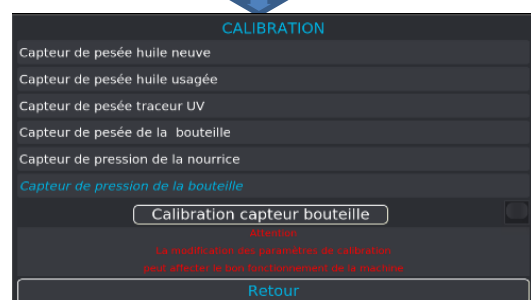 CALIBRATION
Capteur de pesée huile neuve
Capteur de pesée huile usagée
Capteur de pesée traceur UV
Capteur de pesée de la  bouteille
Capteur de pression de la nourrice
Capteur de pression de la bouteille
Calibration capteur bouteille
Attention
La modification des paramètres de calibration
peut affecter le bon fonctionnement de la machine
Retour